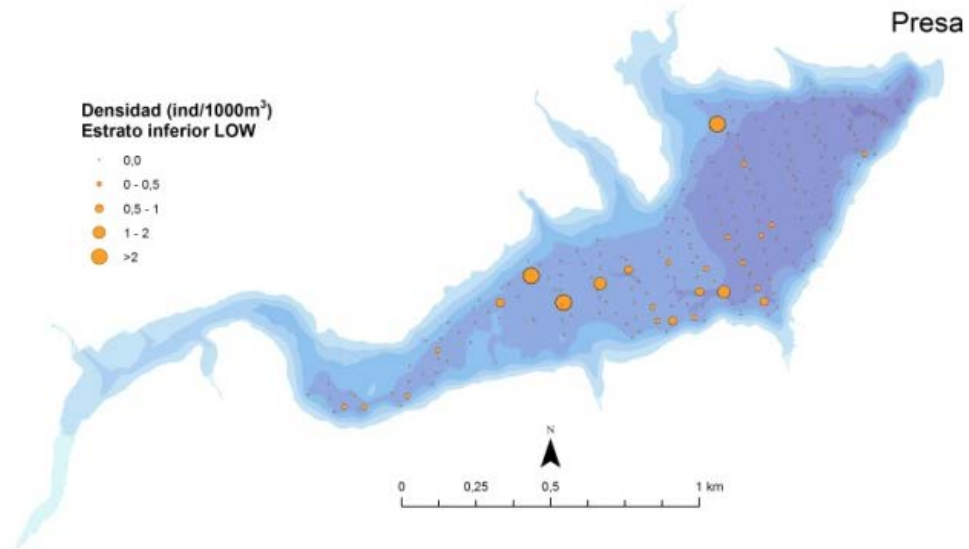 Presa
Densidad (ind/1000m³)
Estrato inferior LOW
0,0
0 - 0,5
0,5 - 1
1 - 2
>2
N
0 0,25 0,5 1 km